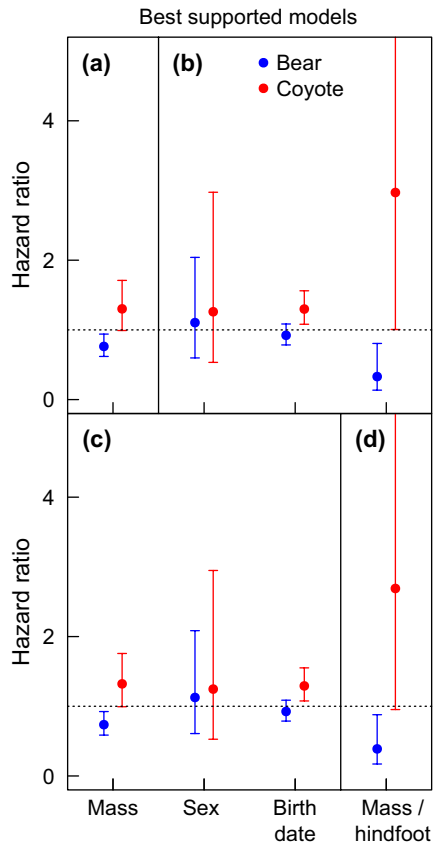 Best supported models
(a)
(b)
Bear
Coyote
Hazard ratio
4
2
0
(c)
(d)
Hazard ratio
4
2
0
Mass
Sex
Birth
date
Mass /
hindfoot